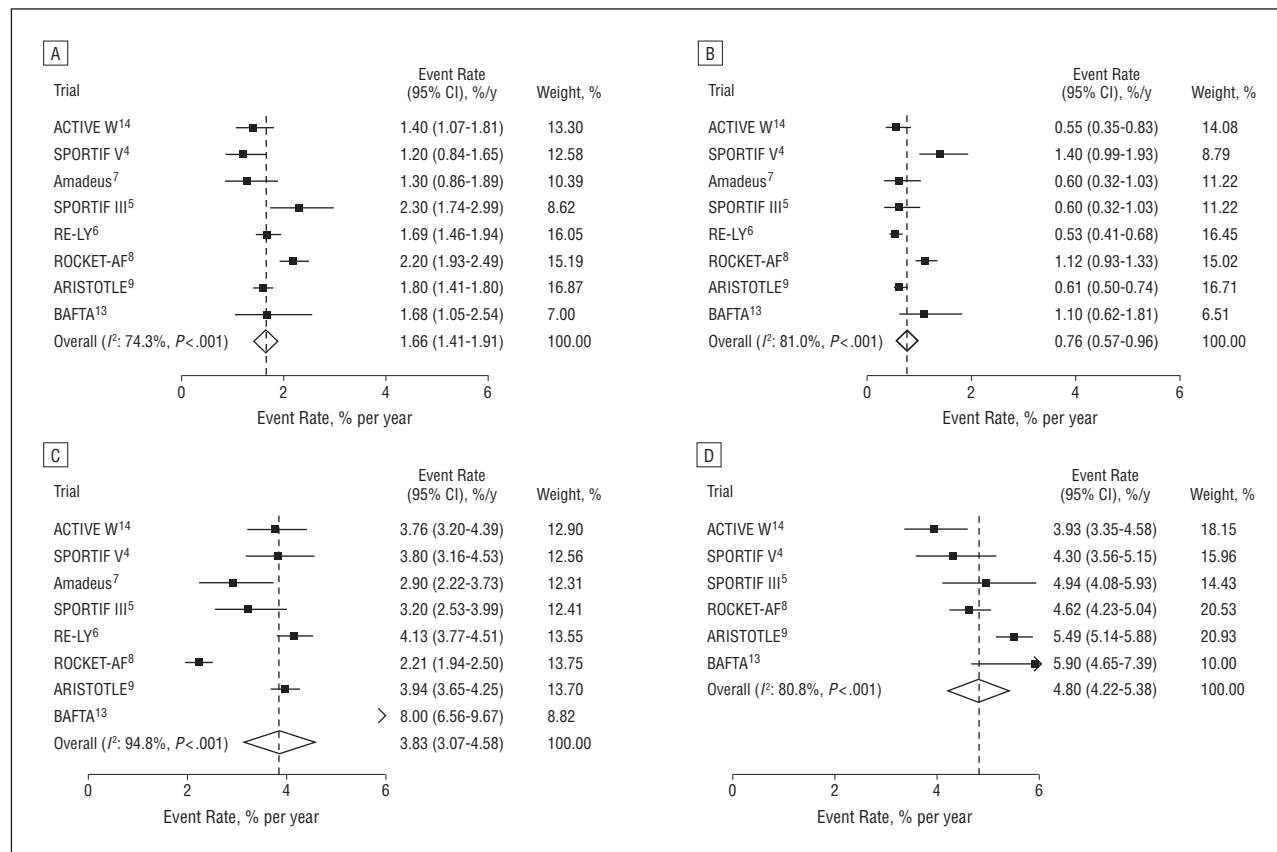 A
Event Rate
Trial (95% CI), %/y Weight, %
ACTIVE W14 1.40 (1.07-1.81) 13.30
SPORTIF V4 1.20 (0.84-1.65) 12.58
Amadeus7 1.30 (0.86-1.89) 10.39
SPORTIF III5 2.30 (1.74-2.99) 8.62
RE-LY6 1.69 (1.46-1.94) 16.05
ROCKET-AF8 2.20 (1.93-2.49) 15.19
ARISTOTLE9 1.80 (1.41-1.80) 16.87
BAFTA13 1.68 (1.05-2.54) 7.00
Overall (I2: 74.3%, P<.001) 1.66 (1.41-1.91) 100.00
0 2 4 6
Event Rate, % per year
B
Event Rate
Trial (95% CI), %/y Weight, %
ACTIVE W14 0.55 (0.35-0.83) 14.08
SPORTIF V4 1.40 (0.99-1.93) 8.79
Amadeus7 0.60 (0.32-1.03) 11.22
SPORTIF III5 0.60 (0.32-1.03) 11.22
RE-LY6 0.53 (0.41-0.68) 16.45
ROCKET-AF8 1.12 (0.93-1.33) 15.02
ARISTOTLE9 0.61 (0.50-0.74) 16.71
BAFTA13 1.10 (0.62-1.81) 6.51
Overall (I2: 81.0%, P<.001) 0.76 (0.57-0.96) 100.00
0 2 4 6
Event Rate, % per year
C
Event Rate
Trial (95% CI), %/y Weight, %
ACTIVE W14 3.76 (3.20-4.39) 12.90
SPORTIF V4 3.80 (3.16-4.53) 12.56
Amadeus7 2.90 (2.22-3.73) 12.31
SPORTIF III5 3.20 (2.53-3.99) 12.41
RE-LY6 4.13 (3.77-4.51) 13.55
ROCKET-AF8 2.21 (1.94-2.50) 13.75
ARISTOTLE9 3.94 (3.65-4.25) 13.70
BAFTA13 8.00 (6.56-9.67) 8.82
Overall (I2: 94.8%, P<.001) 3.83 (3.07-4.58) 100.00
0 2 4 6
Event Rate, % per year
D
Event Rate
Trial (95% CI), %/y Weight, %
ACTIVE W14 3.93 (3.35-4.58) 18.15
SPORTIF V4 4.30 (3.56-5.15) 15.96
SPORTIF III5 4.94 (4.08-5.93) 14.43
ROCKET-AF8 4.62 (4.23-5.04) 20.53
ARISTOTLE9 5.49 (5.14-5.88) 20.93
BAFTA13 5.90 (4.65-7.39) 10.00
Overall (I2: 80.8%, P<.001) 4.80 (4.22-5.38) 100.00
0 2 4 6
Event Rate, % per year